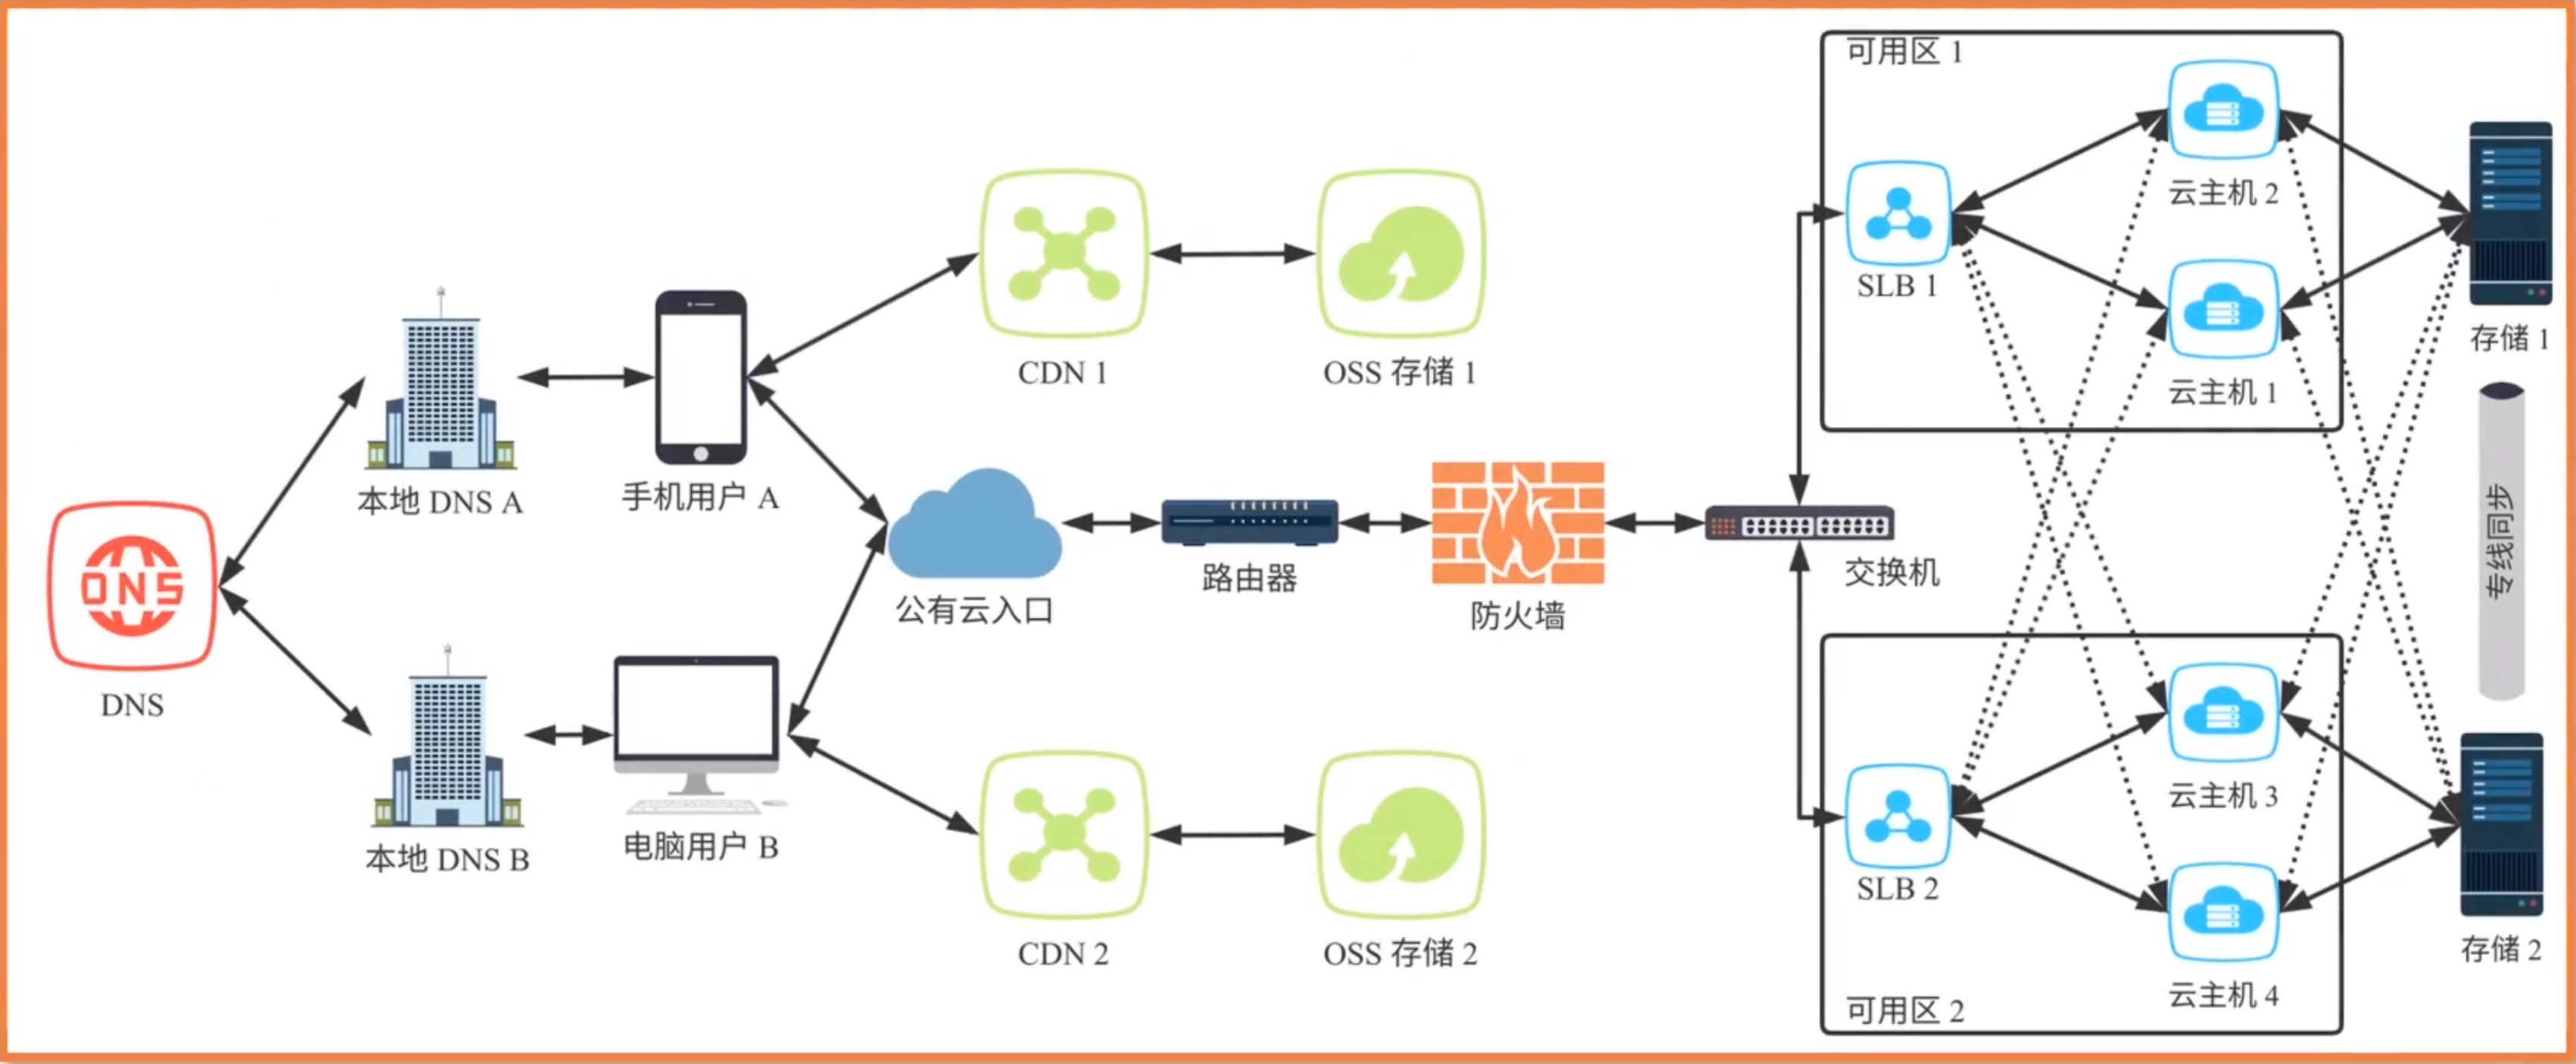 DNS
DNS
本地 DNS A
本地 DNS B
手机用户 A
电脑用户 B
CDN 1
OSS 存储 1
公有云入口
路由器
防火墙
交换机
CDN 2
OSS 存储 2
可用区 1
SLB 1
云主机 2
云主机 1
存储 1
专线同步
SLB 2
云主机 3
云主机 4
可用区 2
存储 2